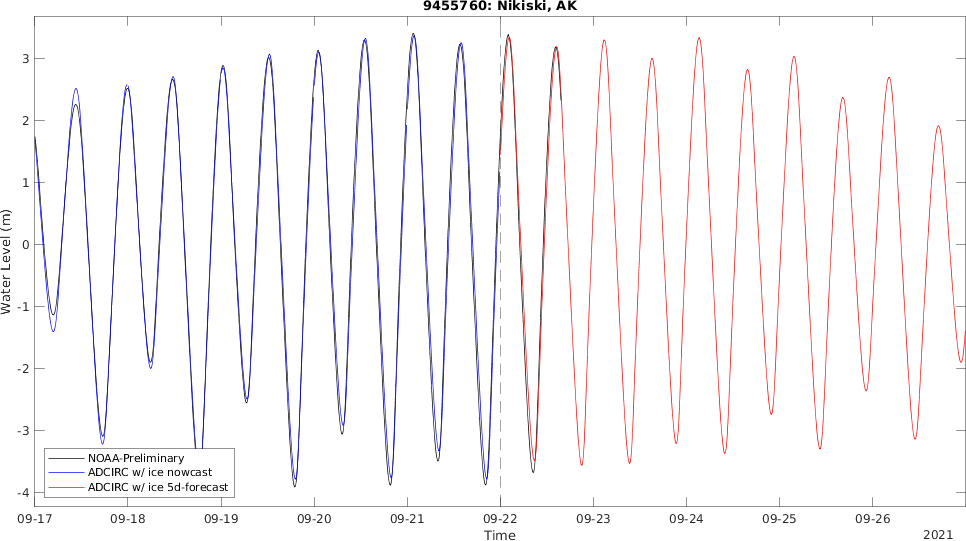 9455760: Nikiski, AK
Water Level (m)
3
2
1
0
-1
-2
-3
-4
NOAA-Preliminary
ADCIRC w/ ice nowcast
ADCIRC w/ ice 5d-forecast
09-17 09-18 09-19 09-20 09-21 09-22 09-23 09-24 09-25 09-26
Time
2021